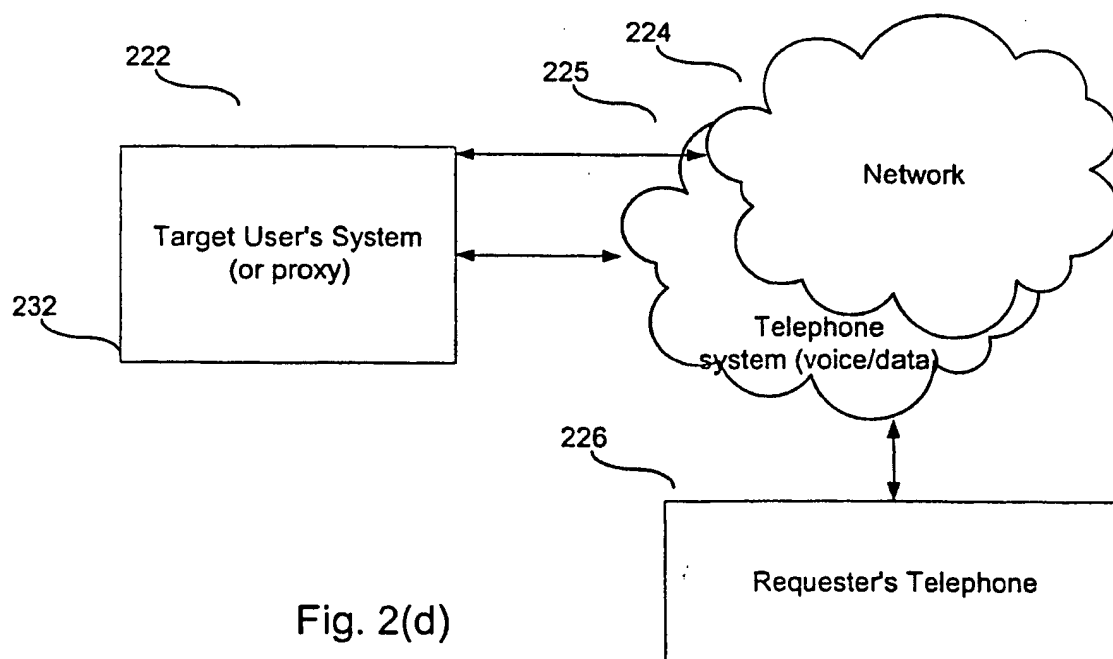 222
224
225
Network
Target User's System
(or proxy)
232
Telephone
system (voice/data)
226
Requester's Telephone
Fig. 2(d)